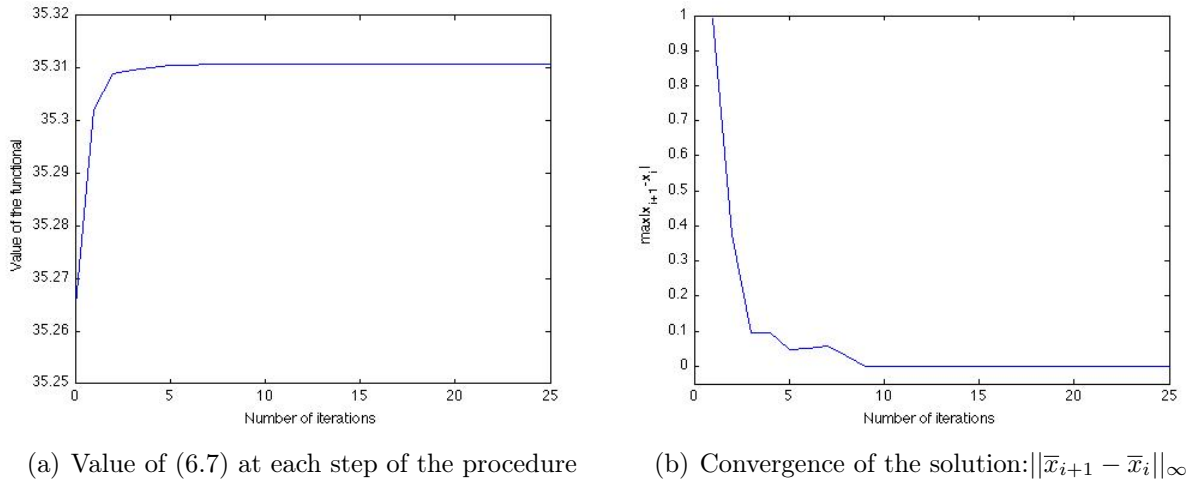 35.32
35.31
35.3
35.29
35.28
35.27
35.26
35.25
Value of the functional
0 5 10 15 20 25
Number of iterations
1
0.9
0.8
0.7
0.6
0.5
0.4
0.3
0.2
0.1
0
max|x_{i+1}-x_i|
0 5 10 15 20 25
Number of iterations
(a) Value of (6.7) at each step of the procedure
(b) Convergence of the solution:||x̅_{i+1} − x̅_i||_∞